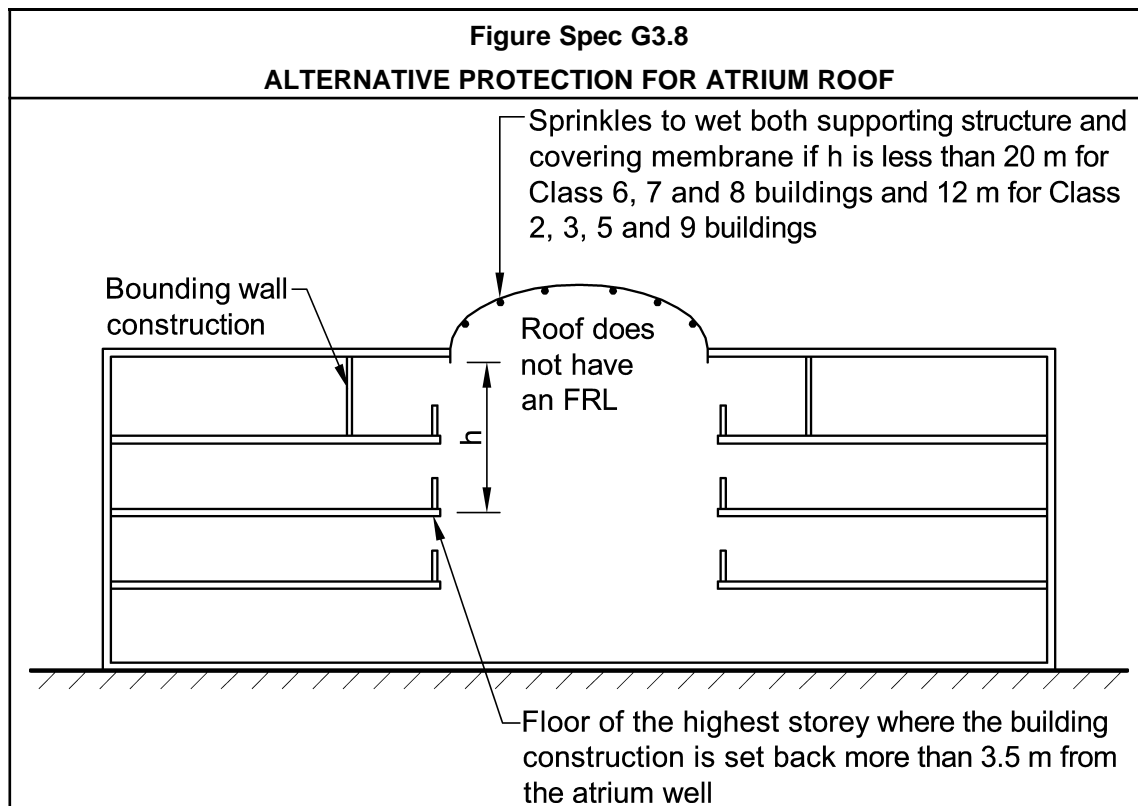 Figure Spec G3.8
ALTERNATIVE PROTECTION FOR ATRIUM ROOF
Sprinkles to wet both supporting structure and
covering membrane if h is less than 20 m for
Class 6, 7 and 8 buildings and 12 m for Class
2, 3, 5 and 9 buildings
Bounding wall
construction
Roof does
not have
an FRL
h
Floor of the highest storey where the building
construction is set back more than 3.5 m from
the atrium well